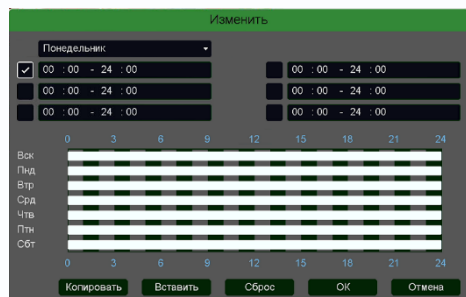 Изменить
Понедельник
00 : 00 - 24 : 00 00 : 00 - 24 : 00
00 : 00 - 24 : 00 00 : 00 - 24 : 00
00 : 00 - 24 : 00 00 : 00 - 24 : 00
0 3 6 9 12 15 18 21 24
Вск
Пнд
Втр
Срд
Чтв
Птн
Сбт
0 3 6 9 12 15 18 21 24
Копировать Вставить Сброс ОК Отмена